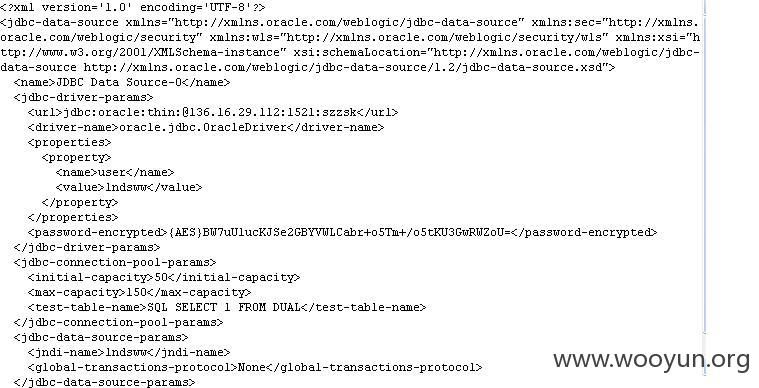 <?xml version='1.0' encoding='UTF-8'?>
<jdbc-data-source xmlns="http://xmlns.oracle.com/weblogic/jdbc-data-source" xmlns:sec="http://xmlns.
oracle.com/weblogic/security" xmlns:wls="http://xmlns.oracle.com/weblogic/security/wls" xmlns:xsi="h
ttp://www.w3.org/2001/XMLSchema-instance" xsi:schemaLocation="http://xmlns.oracle.com/weblogic/jdbc-
data-source http://xmlns.oracle.com/weblogic/jdbc-data-source/1.2/jdbc-data-source.xsd">
<name>JDBC Data Source-0</name>
<jdbc-driver-params>
<url>jdbc:oracle:thin:@136.16.29.112:1521:szzsk</url>
<driver-name>oracle.jdbc.OracleDriver</driver-name>
<properties>
<property>
<name>user</name>
<value>lndsww</value>
</property>
</properties>
<password-encrypted>{AES}BW7uUlucKJSe2GBYVWLCabr+o5Tm+/o5tKU3GwRWZoU=</password-encrypted>
</jdbc-driver-params>
<jdbc-connection-pool-params>
<initial-capacity>50</initial-capacity>
<max-capacity>150</max-capacity>
<test-table-name>SQL SELECT 1 FROM DUAL</test-table-name>
</jdbc-connection-pool-params>
<jdbc-data-source-params>
<jndi-name>lndsww</jndi-name>
<global-transactions-protocol>None</global-transactions-protocol>
</jdbc-data-source-params>
www.wooyun.org